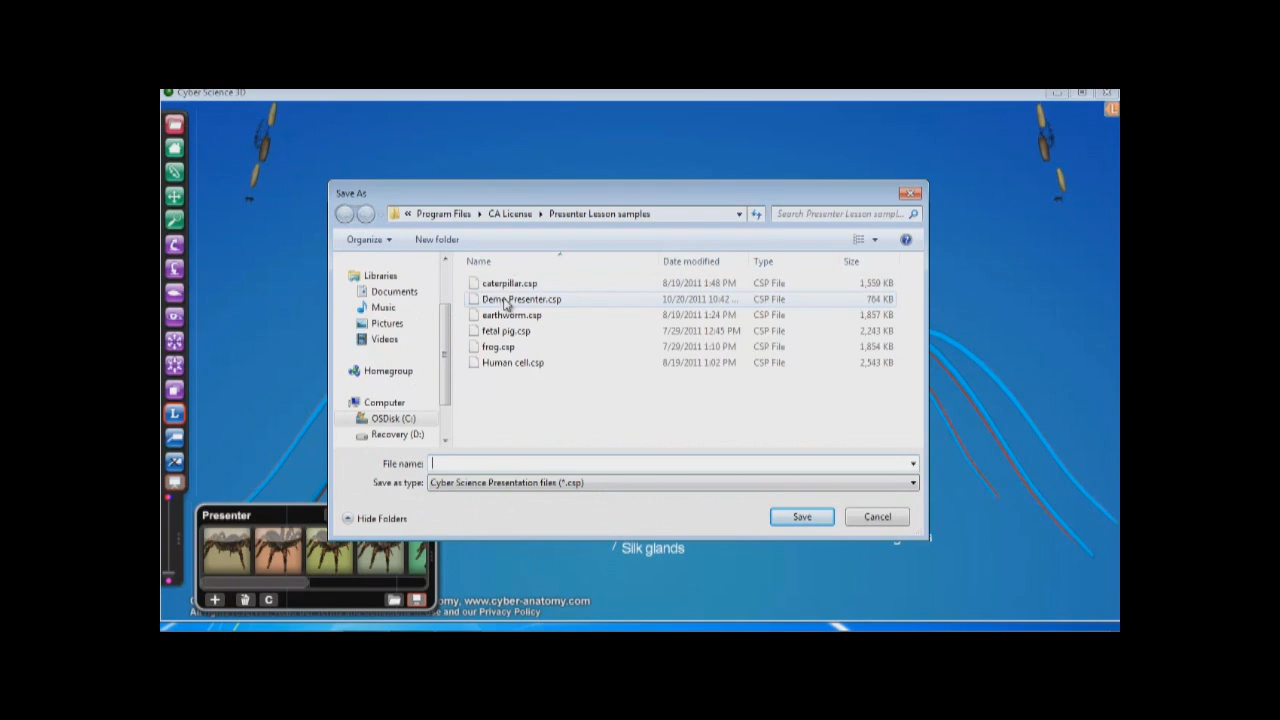 Cyber Science 3D
L
Save As
« Program Files ▸ CA License ▸ Presenter Lesson samples
Search Presenter Lesson sampl...
Organize ▾ New folder
Name Date modified Type Size
Libraries
Documents
Music
Pictures
Videos
Homegroup
Computer
OSDisk (C:)
Recovery (D:)
caterpillar.csp 8/19/2011 1:48 PM CSP File 1,559 KB
Demo Presenter.csp 10/20/2011 10:42 ... CSP File 764 KB
earthworm.csp 8/19/2011 1:24 PM CSP File 1,857 KB
fetal pig.csp 7/29/2011 12:45 PM CSP File 2,243 KB
frog.csp 7/29/2011 1:10 PM CSP File 1,854 KB
Human cell.csp 8/19/2011 1:02 PM CSP File 2,543 KB
File name:
Save as type: Cyber Science Presentation files (*.csp)
Hide Folders
Save Cancel
L
Presenter
Silk glands
+ C
omy, www.cyber-anatomy.com
and our Privacy Policy